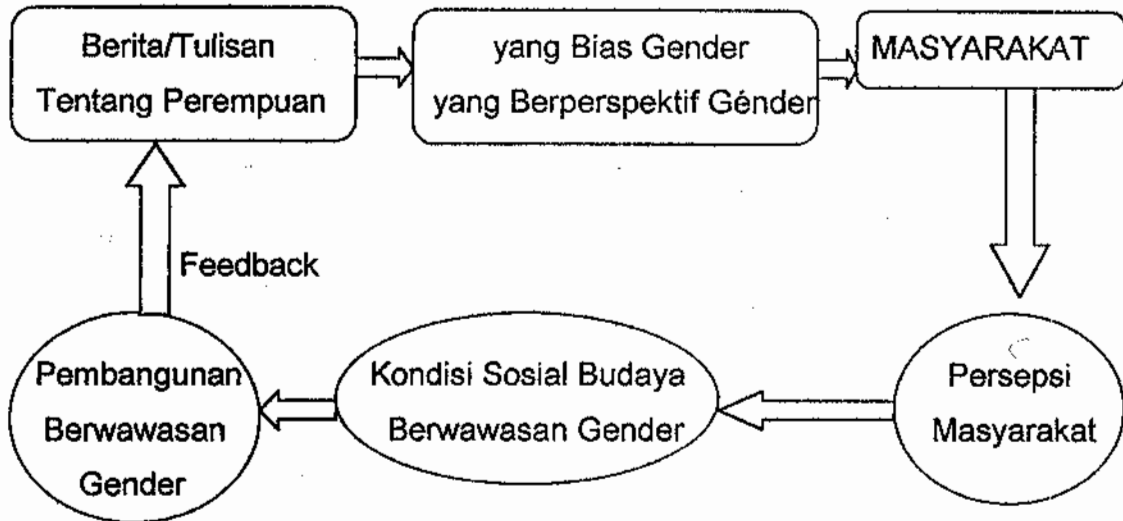 Berita/Tulisan
Tentang Perempuan
yang Bias Gender
yang Berperspektif Génder
MASYARAKAT
Feedback
Persepsi
Masyarakat
Kondisi Sosial Budaya
Berwawasan Gender
Pembangunan
Berwawasan
Gender